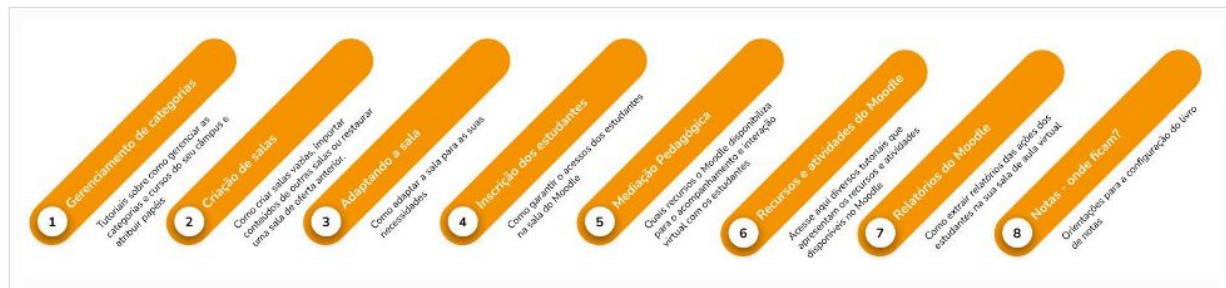 1
Gerenciamento de categorias
Tutoriais sobre como gerenciar as
categorias e cursos do seu câmpus e
atribuir papéis
2
Criação de salas
Como criar salas vazias, importar
conteúdos de outras salas ou restaurar
uma sala de oferta anterior.
3
Adaptando a sala
Como adaptar a sala para as suas
necessidades
4
Inscrição dos estudantes
Como garantir o acessos dos estudantes
na sala do Moodle
5
Mediação Pedagógica
Quais recursos o Moodle disponibiliza
para o acompanhamento e interação
virtual com os estudantes
6
Recursos e atividades do Moodle
Acesse aqui diversos tutoriais que
apresentam os recursos e atividades
disponíveis no Moodle
7
Relatórios do Moodle
Como extrair relatórios das ações dos
estudantes na sua sala de aula virtual
8
Notas - onde ficam?
Orientações para a configuração do livro
de notas